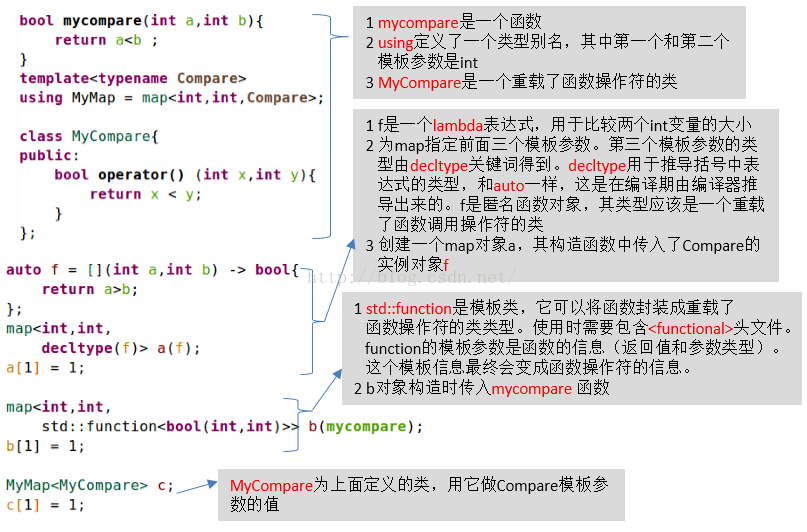 bool mycompare(int a,int b){
return a<b ;
}
template<typename Compare>
using MyMap = map<int,int,Compare>;
class MyCompare{
public:
bool operator() (int x,int y){
return x < y;
}
};
1 mycompare是一个函数
2 using定义了一个类型别名，其中第一个和第二个
模板参数是int
3 MyCompare是一个重载了函数操作符的类
auto f = [](int a,int b) -> bool{
return a>b;
};
map<int,int,
decltype(f)> a(f);
a[1] = 1;
1 f是一个lambda表达式，用于比较两个int变量的大小
2 为map指定前面三个模板参数。第三个模板参数的类
型由decltype关键词得到。decltype用于推导括号中表
达式的类型，和auto一样，这是在编译期由编译器推
导出来的。f是匿名函数对象，其类型应该是一个重载
了函数调用操作符的类
3 创建一个map对象a，其构造函数中传入了Compare的
实例对象f
http://blog.csdn.net/
map<int,int,
std::function<bool(int,int)>> b(mycompare);
b[1] = 1;
1 std::function是模板类，它可以将函数封装成重载了
函数操作符的类类型。使用时需要包含<functional>头文件。
function的模板参数是函数的信息（返回值和参数类型）。
这个模板信息最终会变成函数操作符的信息。
2 b对象构造时传入mycompare 函数
MyMap<MyCompare> c;
c[1] = 1;
MyCompare为上面定义的类，用它做Compare模板参
数的值